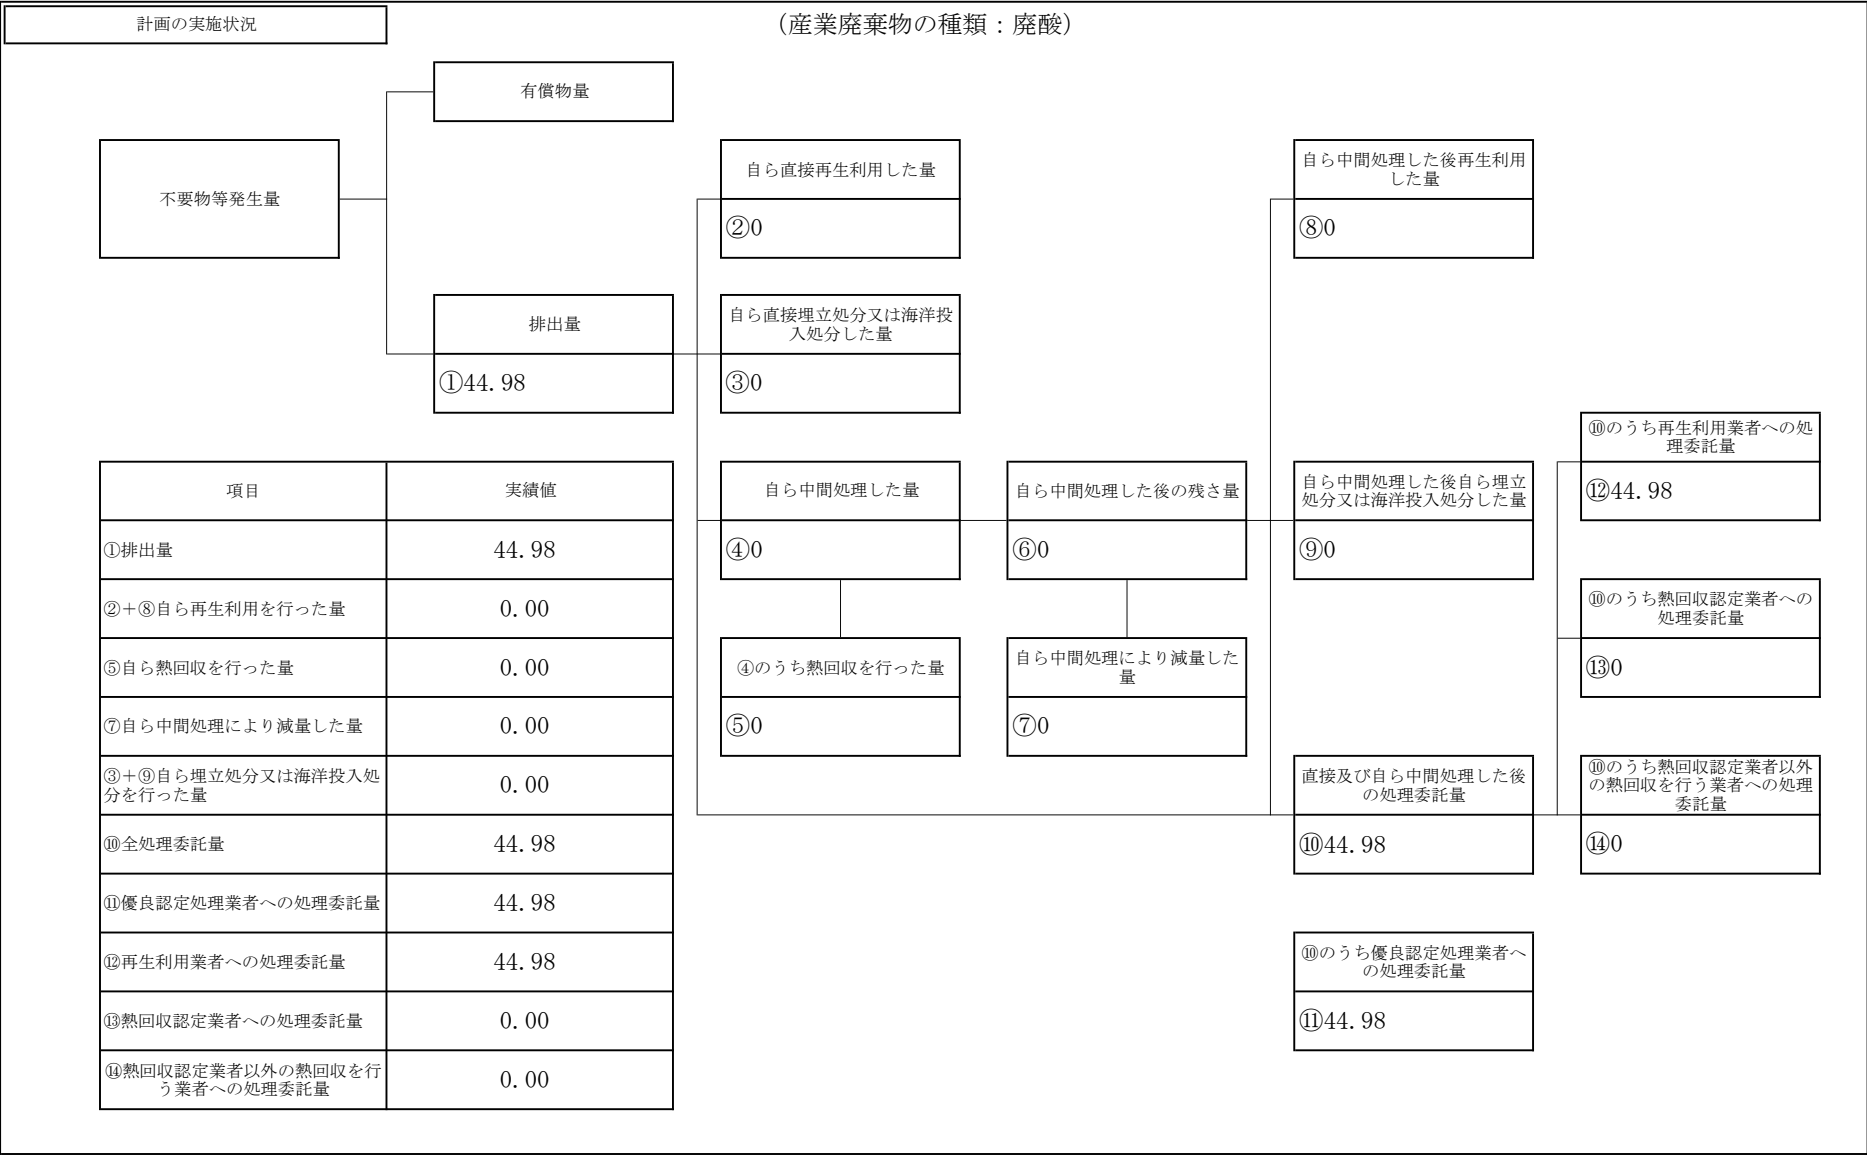 計画の実施状況
（産業廃棄物の種類：廃酸）
有償物量
不要物等発生量
自ら直接再生利用した量
②0
自ら中間処理した後再生利用
した量
⑧0
排出量
①44.98
自ら直接埋立処分又は海洋投
入処分した量
③0
⑩のうち再生利用業者への処
理委託量
⑫44.98
自ら中間処理した量
④0
自ら中間処理した後の残さ量
⑥0
自ら中間処理した後自ら埋立
処分又は海洋投入処分した量
⑨0
⑩のうち熱回収認定業者への
処理委託量
⑬0
④のうち熱回収を行った量
⑤0
自ら中間処理により減量した
量
⑦0
直接及び自ら中間処理した後
の処理委託量
⑩44.98
⑩のうち熱回収認定業者以外
の熱回収を行う業者への処理
委託量
⑭0
⑩のうち優良認定処理業者へ
の処理委託量
⑪44.98
項目 実績値
①排出量 44.98
②＋⑧自ら再生利用を行った量 0.00
⑤自ら熱回収を行った量 0.00
⑦自ら中間処理により減量した量 0.00
③＋⑨自ら埋立処分又は海洋投入処
分を行った量 0.00
⑩全処理委託量 44.98
⑪優良認定処理業者への処理委託量 44.98
⑫再生利用業者への処理委託量 44.98
⑬熱回収認定業者への処理委託量 0.00
⑭熱回収認定業者以外の熱回収を行
う業者への処理委託量 0.00